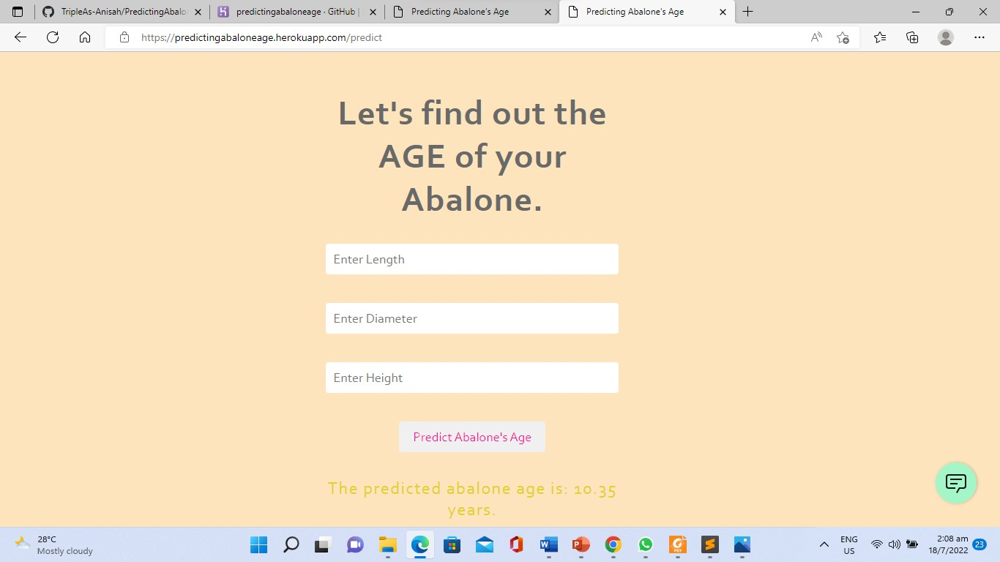 TripleAs-Anisah/PredictingAbalo
predictingabaloneage · GitHub |
Predicting Abalone's Age
Predicting Abalone's Age
https://predictingabaloneage.herokuapp.com/predict
Let's find out the
AGE of your
Abalone.
Enter Length
Enter Diameter
Enter Height
Predict Abalone's Age
The predicted abalone age is: 10.35
years.
28°C
Mostly cloudy
ENG
US
2:08 am
18/7/2022
23